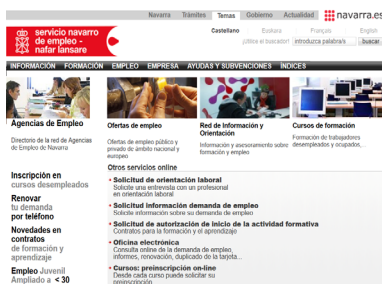 Navarra Trámites Temas Gobierno Actualidad navarra.es
servicio navarro
de empleo -
nafar lansare
Castellano Euskara Français English
¡Utilice el buscador! introduzca palabra/s buscar
INFORMACIÓN FORMACIÓN EMPLEO EMPRESA AYUDAS Y SUBVENCIONES ÍNDICES
Agencias de Empleo
Directorio de la red de Agencias
de Empleo de Navarra
Ofertas de empleo
Ofertas de empleo público y
privado de ámbito nacional y
europeo
Red de Información y
Orientación
Información y asesoramiento sobre
formación y empleo
Cursos de formación
Formación de trabajadores
desempleados y ocupados,...
Inscripción en
cursos desempleados
Renovar
tu demanda
por teléfono
Novedades en
contratos
de formación y
aprendizaje
Empleo Juvenil
Ampliado a < 30
Otros servicios online
Solicitud de orientación laboral
Solicite una entrevista con un profesional
en orientación laboral
Solicitud información demanda de empleo
Solicite información sobre su demanda de empleo
Solicitud de autorización de inicio de la actividad formativa
Contratos para la formación y el aprendizaje
Oficina electrónica
Consulta online de la demanda de empleo,
informes, renovación, duplicado de la tarjeta...
Cursos: preinscripción on-line
Desde cada curso puede solicitar su
preinscripción